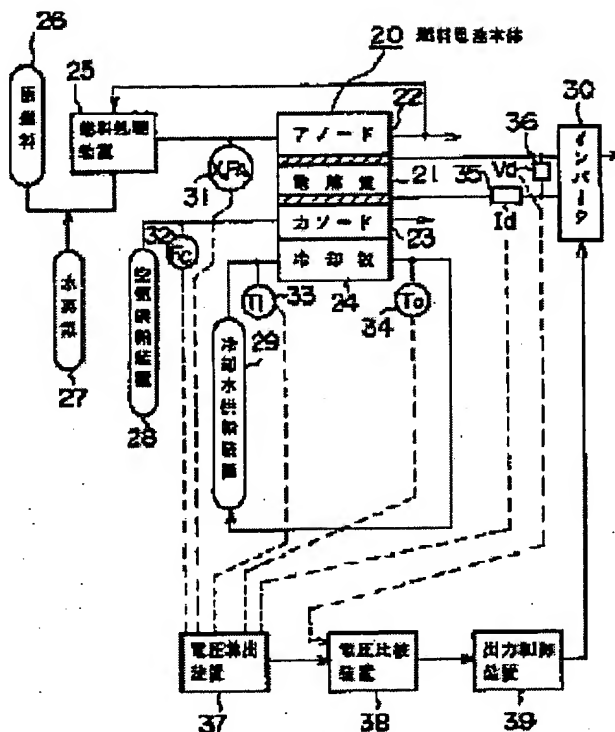 26
25
20 燃料電池本体
22
30
原燃料
燃料処理
装置
アノード
36
XFA
電解質
21
35
Vd
インバータ
31
カソード
Id
32
Fc
23
冷却板
24
TI
33
To
34
水蒸気
空気供給装置
29
冷却水供給装置
27
28
電圧算出
装置
電圧比較
装置
出力制御
装置
37
38
39